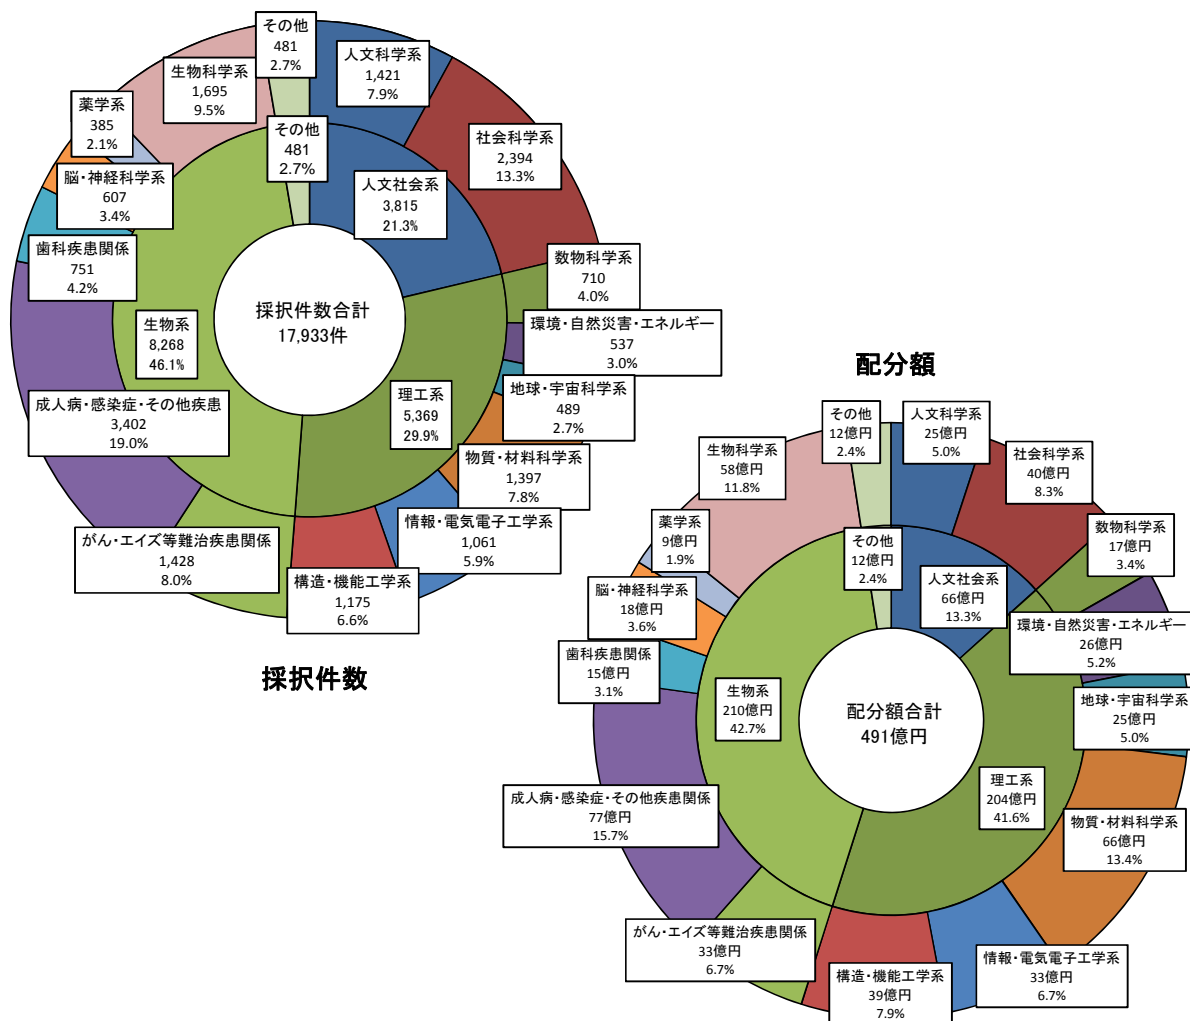 その他
481
2.7%
人文科学系
1,421
7.9%
社会科学系
2,394
13.3%
数物科学系
710
4.0%
環境・自然災害・エネルギー
537
3.0%
地球・宇宙科学系
489
2.7%
物質・材料科学系
1,397
7.8%
情報・電気電子工学系
1,061
5.9%
構造・機能工学系
1,175
6.6%
がん・エイズ等難治疾患関係
1,428
8.0%
成人病・感染症・その他疾患
3,402
19.0%
歯科疾患関係
751
4.2%
脳・神経科学系
607
3.4%
薬学系
385
2.1%
生物科学系
1,695
9.5%
その他
481
2.7%
人文社会系
3,815
21.3%
理工系
5,369
29.9%
生物系
8,268
46.1%
採択件数合計
17,933件
採択件数
配分額
その他
12億円
2.4%
人文科学系
25億円
5.0%
社会科学系
40億円
8.3%
数物科学系
17億円
3.4%
環境・自然災害・エネルギー
26億円
5.2%
地球・宇宙科学系
25億円
5.0%
物質・材料科学系
66億円
13.4%
情報・電気電子工学系
33億円
6.7%
構造・機能工学系
39億円
7.9%
がん・エイズ等難治疾患関係
33億円
6.7%
成人病・感染症・その他疾患関係
77億円
15.7%
歯科疾患関係
15億円
3.1%
脳・神経科学系
18億円
3.6%
薬学系
9億円
1.9%
生物科学系
58億円
11.8%
その他
12億円
2.4%
人文社会系
66億円
13.3%
理工系
204億円
41.6%
生物系
210億円
42.7%
配分額合計
491億円